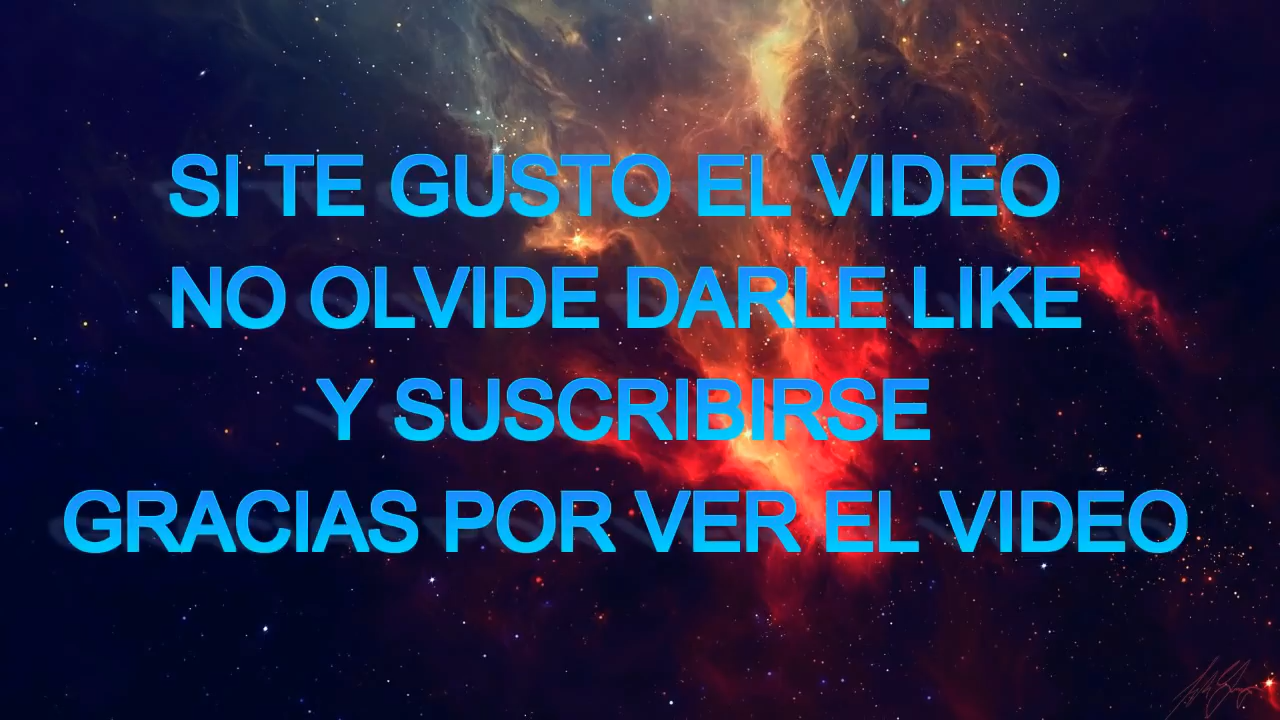 SI TE GUSTO EL VIDEO
NO OLVIDE DARLE LIKE
Y SUSCRIBIRSE
GRACIAS POR VER EL VIDEO